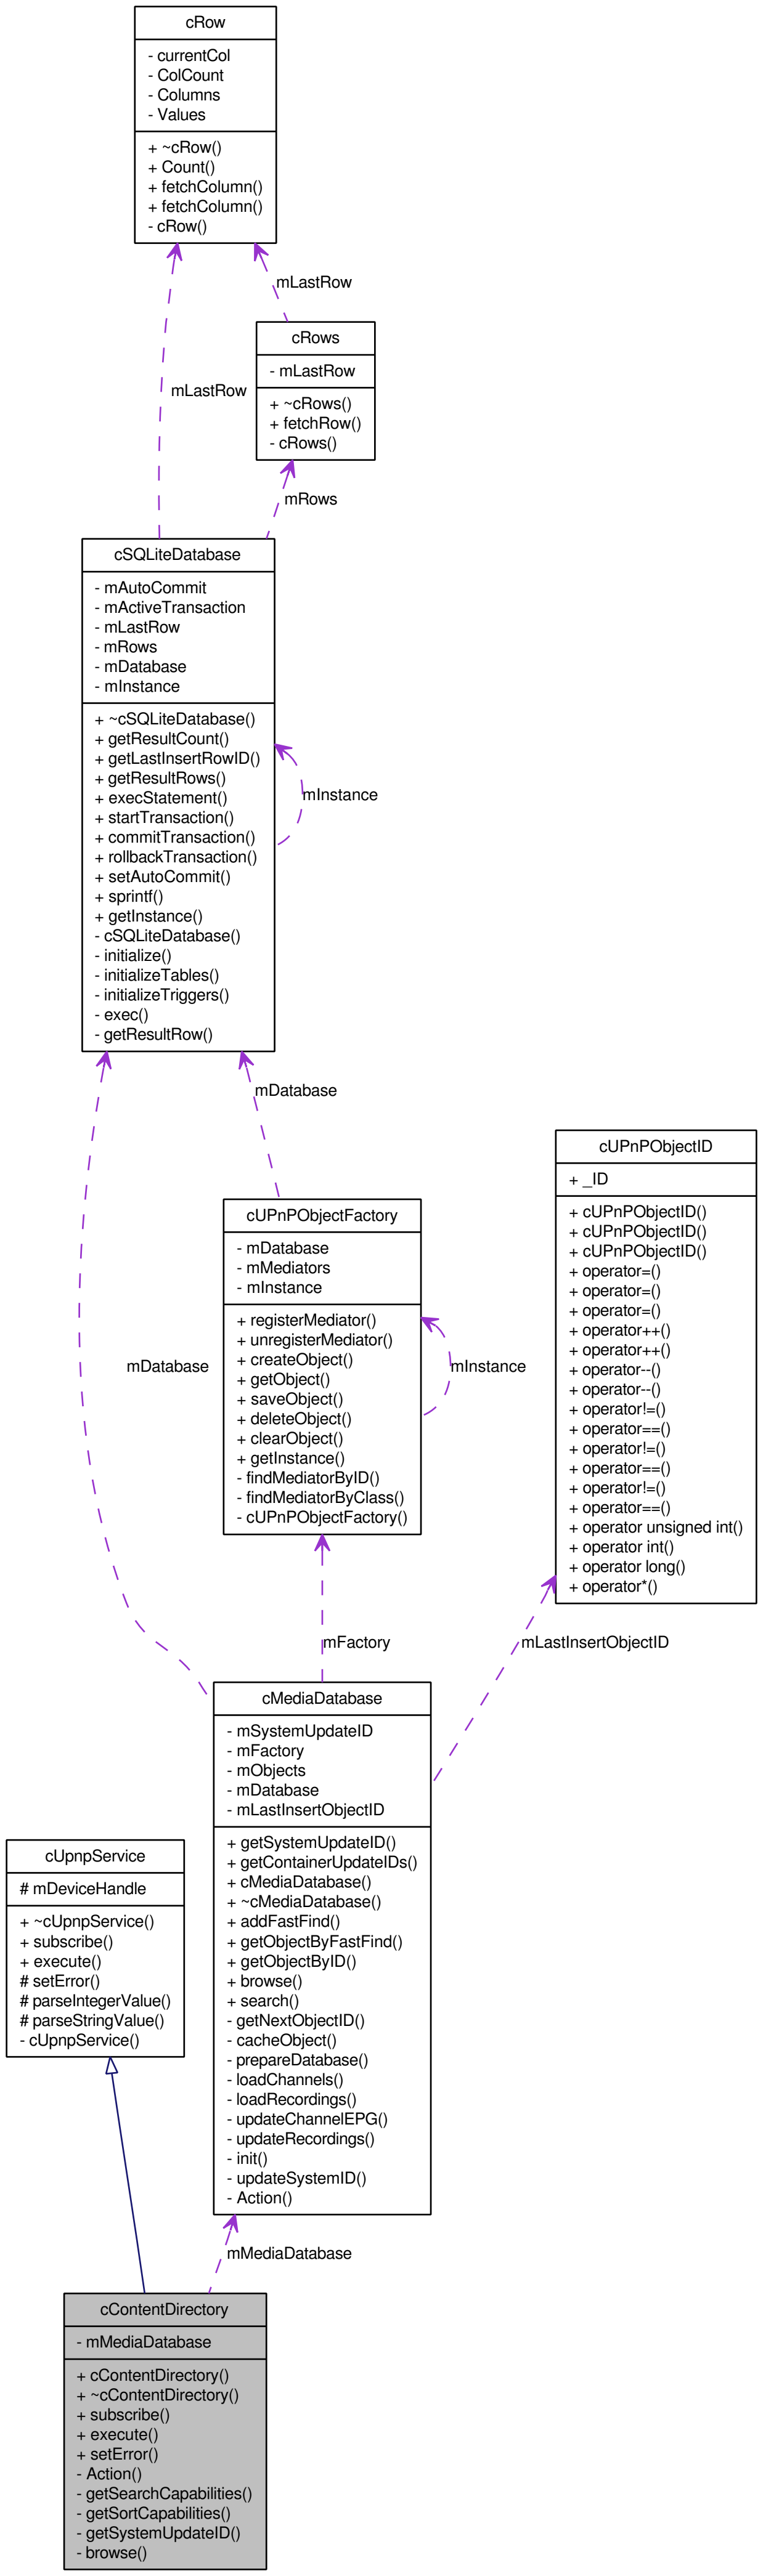 cRow
- currentCol
- ColCount
- Columns
- Values
+ ~cRow()
+ Count()
+ fetchColumn()
+ fetchColumn()
- cRow()
mLastRow
cRows
- mLastRow
+ ~cRows()
+ fetchRow()
- cRows()
mLastRow
mRows
cSQLiteDatabase
- mAutoCommit
- mActiveTransaction
- mLastRow
- mRows
- mDatabase
- mInstance
+ ~cSQLiteDatabase()
+ getResultCount()
+ getLastInsertRowID()
+ getResultRows()
+ execStatement()
+ startTransaction()
+ commitTransaction()
+ rollbackTransaction()
+ setAutoCommit()
+ sprintf()
+ getInstance()
- cSQLiteDatabase()
- initialize()
- initializeTables()
- initializeTriggers()
- exec()
- getResultRow()
mInstance
mDatabase
cUPnPObjectID
+ _ID
+ cUPnPObjectID()
+ cUPnPObjectID()
+ cUPnPObjectID()
+ operator=()
+ operator=()
+ operator=()
+ operator++()
+ operator++()
+ operator--()
+ operator--()
+ operator!=()
+ operator==()
+ operator!=()
+ operator==()
+ operator!=()
+ operator==()
+ operator unsigned int()
+ operator int()
+ operator long()
+ operator*()
cUPnPObjectFactory
- mDatabase
- mMediators
- mInstance
+ registerMediator()
+ unregisterMediator()
+ createObject()
+ getObject()
+ saveObject()
+ deleteObject()
+ clearObject()
+ getInstance()
- findMediatorByID()
- findMediatorByClass()
- cUPnPObjectFactory()
mDatabase
mInstance
mFactory
mLastInsertObjectID
cMediaDatabase
- mSystemUpdateID
- mFactory
- mObjects
- mDatabase
- mLastInsertObjectID
+ getSystemUpdateID()
+ getContainerUpdateIDs()
+ cMediaDatabase()
+ ~cMediaDatabase()
+ addFastFind()
+ getObjectByFastFind()
+ getObjectByID()
+ browse()
+ search()
- getNextObjectID()
- cacheObject()
- prepareDatabase()
- loadChannels()
- loadRecordings()
- updateChannelEPG()
- updateRecordings()
- init()
- updateSystemID()
- Action()
cUpnpService
# mDeviceHandle
+ ~cUpnpService()
+ subscribe()
+ execute()
# setError()
# parseIntegerValue()
# parseStringValue()
- cUpnpService()
mMediaDatabase
cContentDirectory
- mMediaDatabase
+ cContentDirectory()
+ ~cContentDirectory()
+ subscribe()
+ execute()
+ setError()
- Action()
- getSearchCapabilities()
- getSortCapabilities()
- getSystemUpdateID()
- browse()